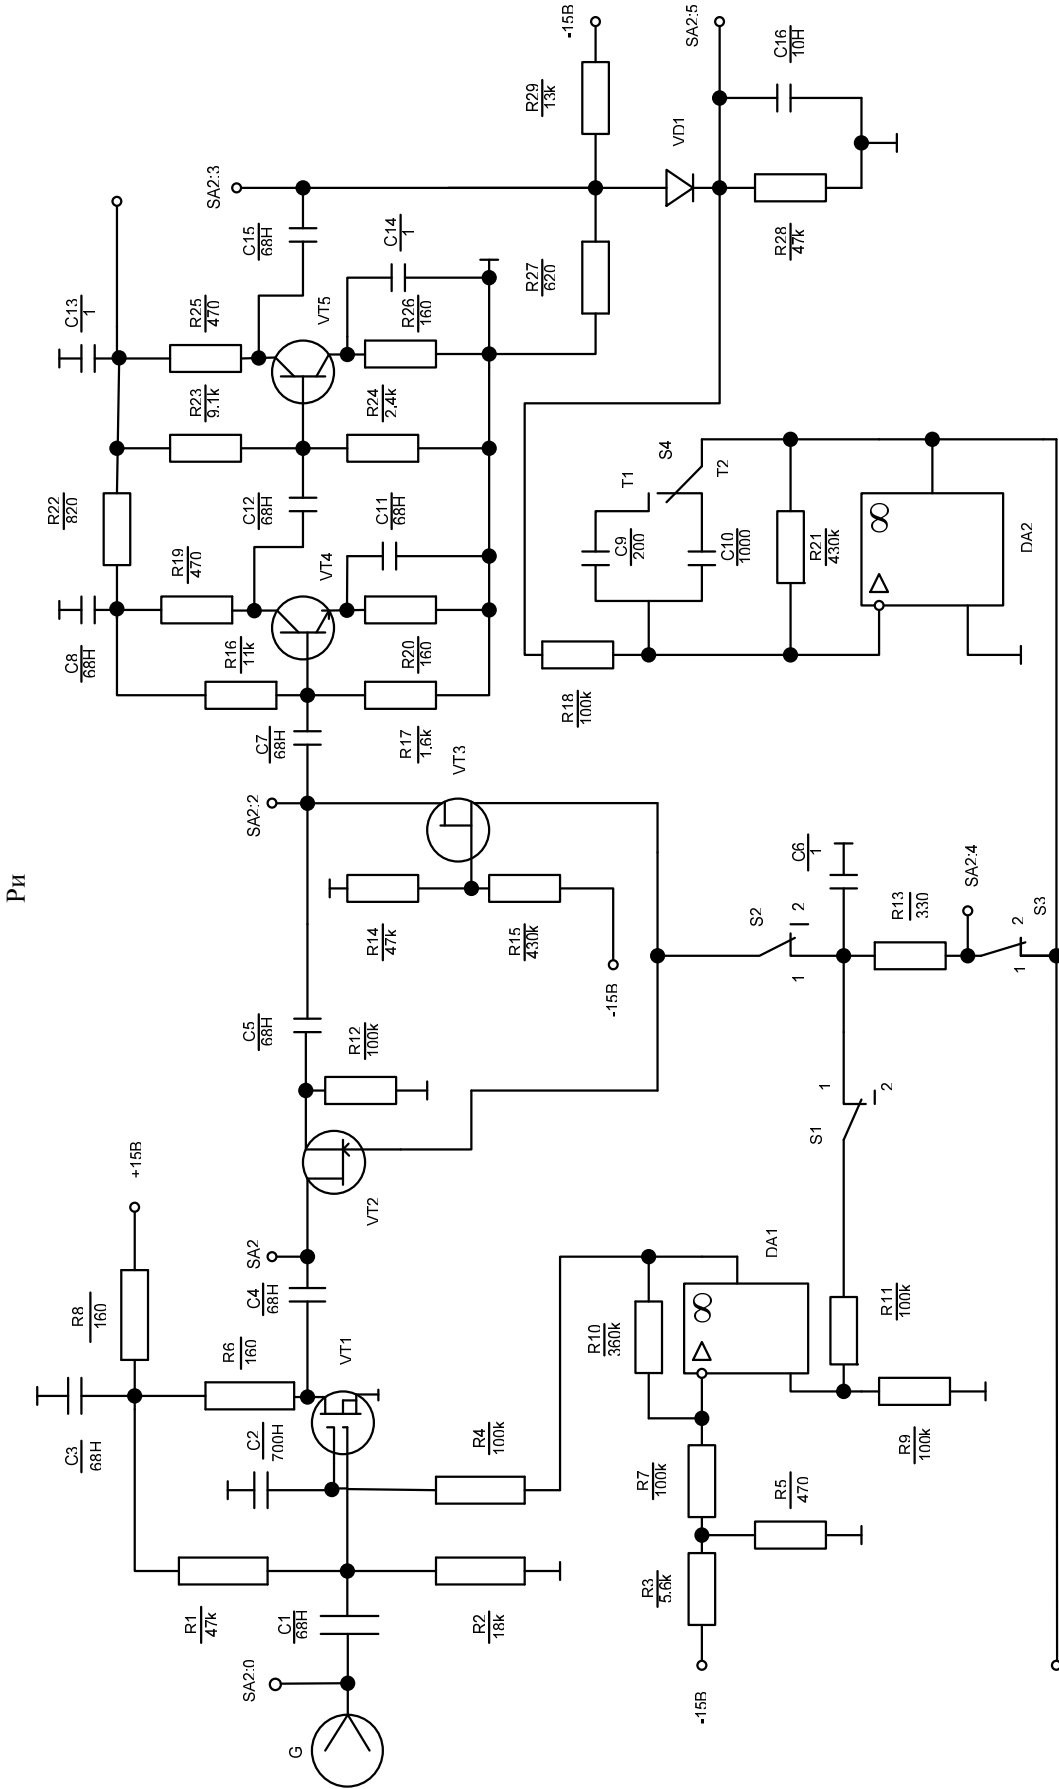 Ри
G
SA2:0
C1
68Н
R1
47k
R2
18k
C3
68Н
R8
160
+15В
R6
160
C2
700Н
VT1
R4
100k
C4
68Н
SA2
VT2
R12
100k
C5
68Н
R3
5.6k
-15В
R7
100k
R5
470
R10
360k
DA1
∞
R9
100k
R11
100k
S1
1
2
R14
47k
R15
430k
-15В
VT3
SA2:2
S2
1
2
C6
1
R13
330
SA2:4
S3
1
2
C7
68Н
C8
68Н
R16
11k
R17
1.6k
R19
470
VT4
R20
160
C11
68Н
R22
820
C12
68Н
R23
9.1k
R24
2.4k
C13
1
R25
470
VT5
R26
160
C14
1
C15
68Н
SA2:3
R27
620
R29
13k
-15В
VD1
SA2:5
C16
10Н
R28
47k
R18
100k
C9
200
C10
1000
T1
S4
T2
R21
430k
DA2
∞